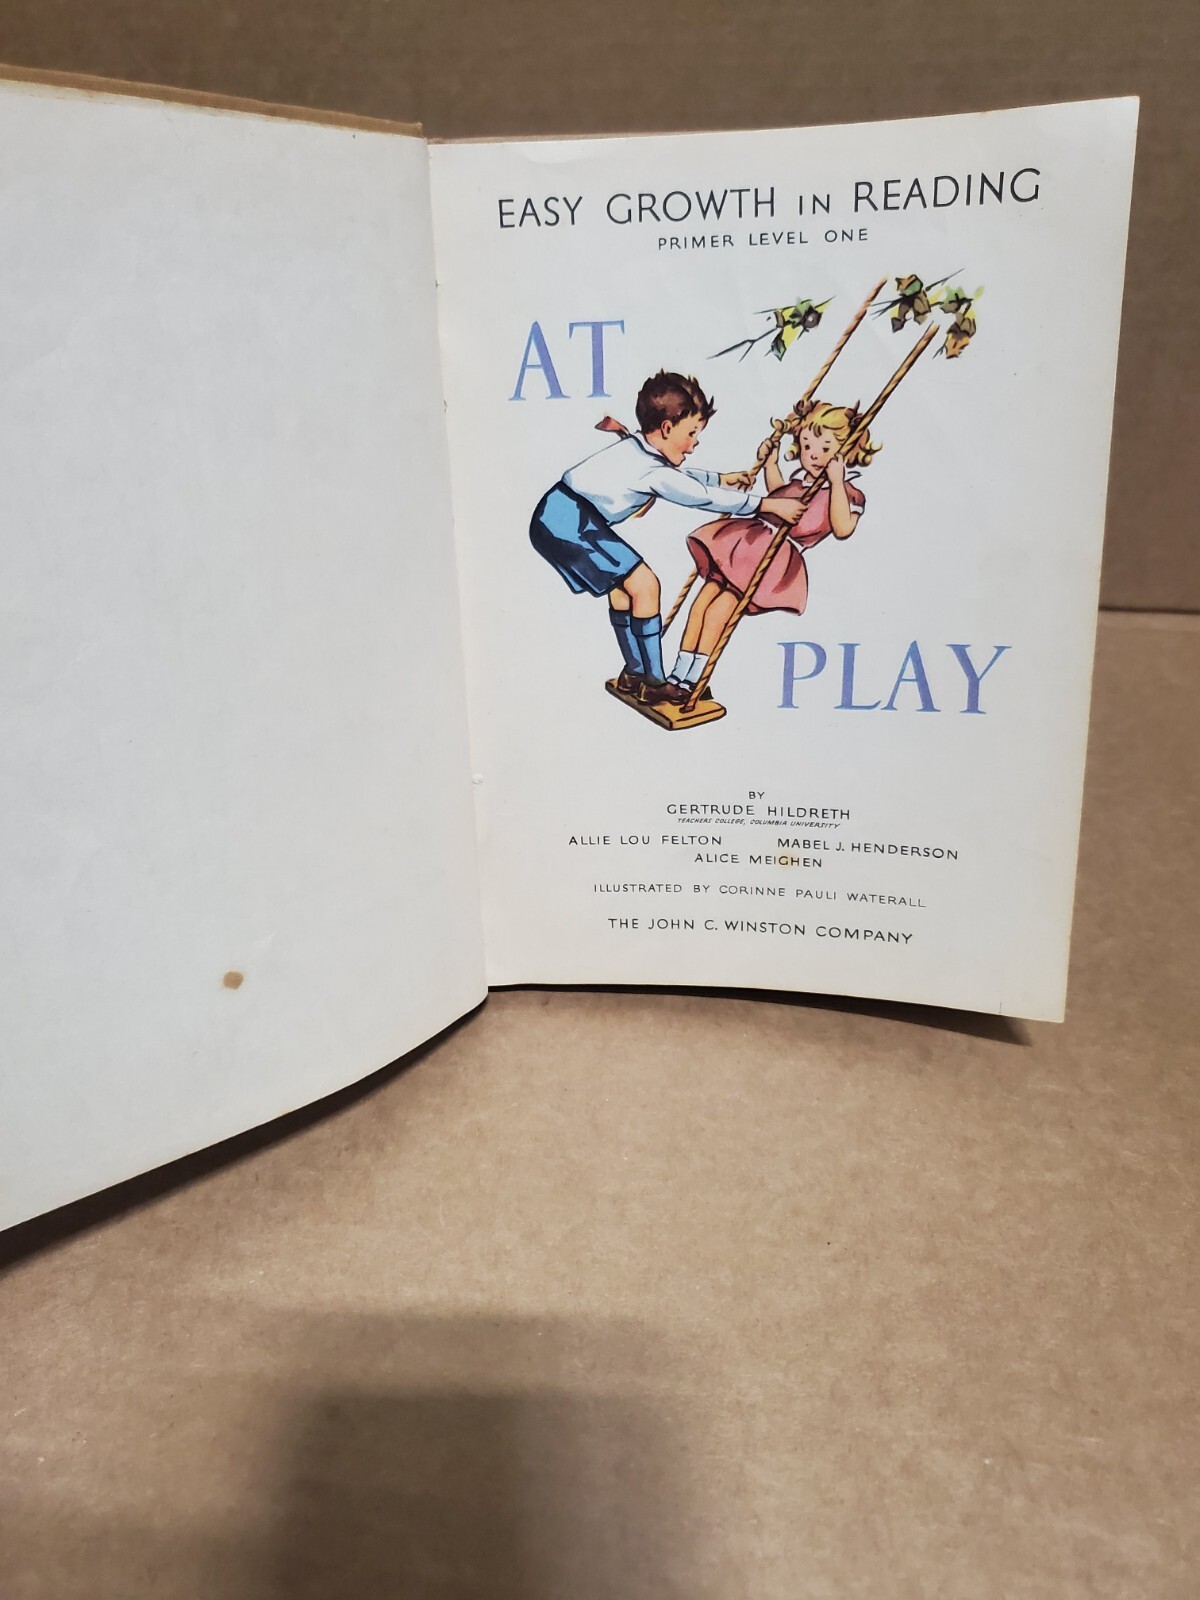 EASY GROWTH IN READING
PRIMER LEVEL ONE
AT
PLAY
BY
GERTRUDE HILDRETH
TEACHERS COLLEGE, COLUMBIA UNIVERSITY
ALLIE LOU FELTON MABEL J. HENDERSON
ALICE MEIGHEN
ILLUSTRATED BY CORINNE PAULI WATERALL
THE JOHN C. WINSTON COMPANY